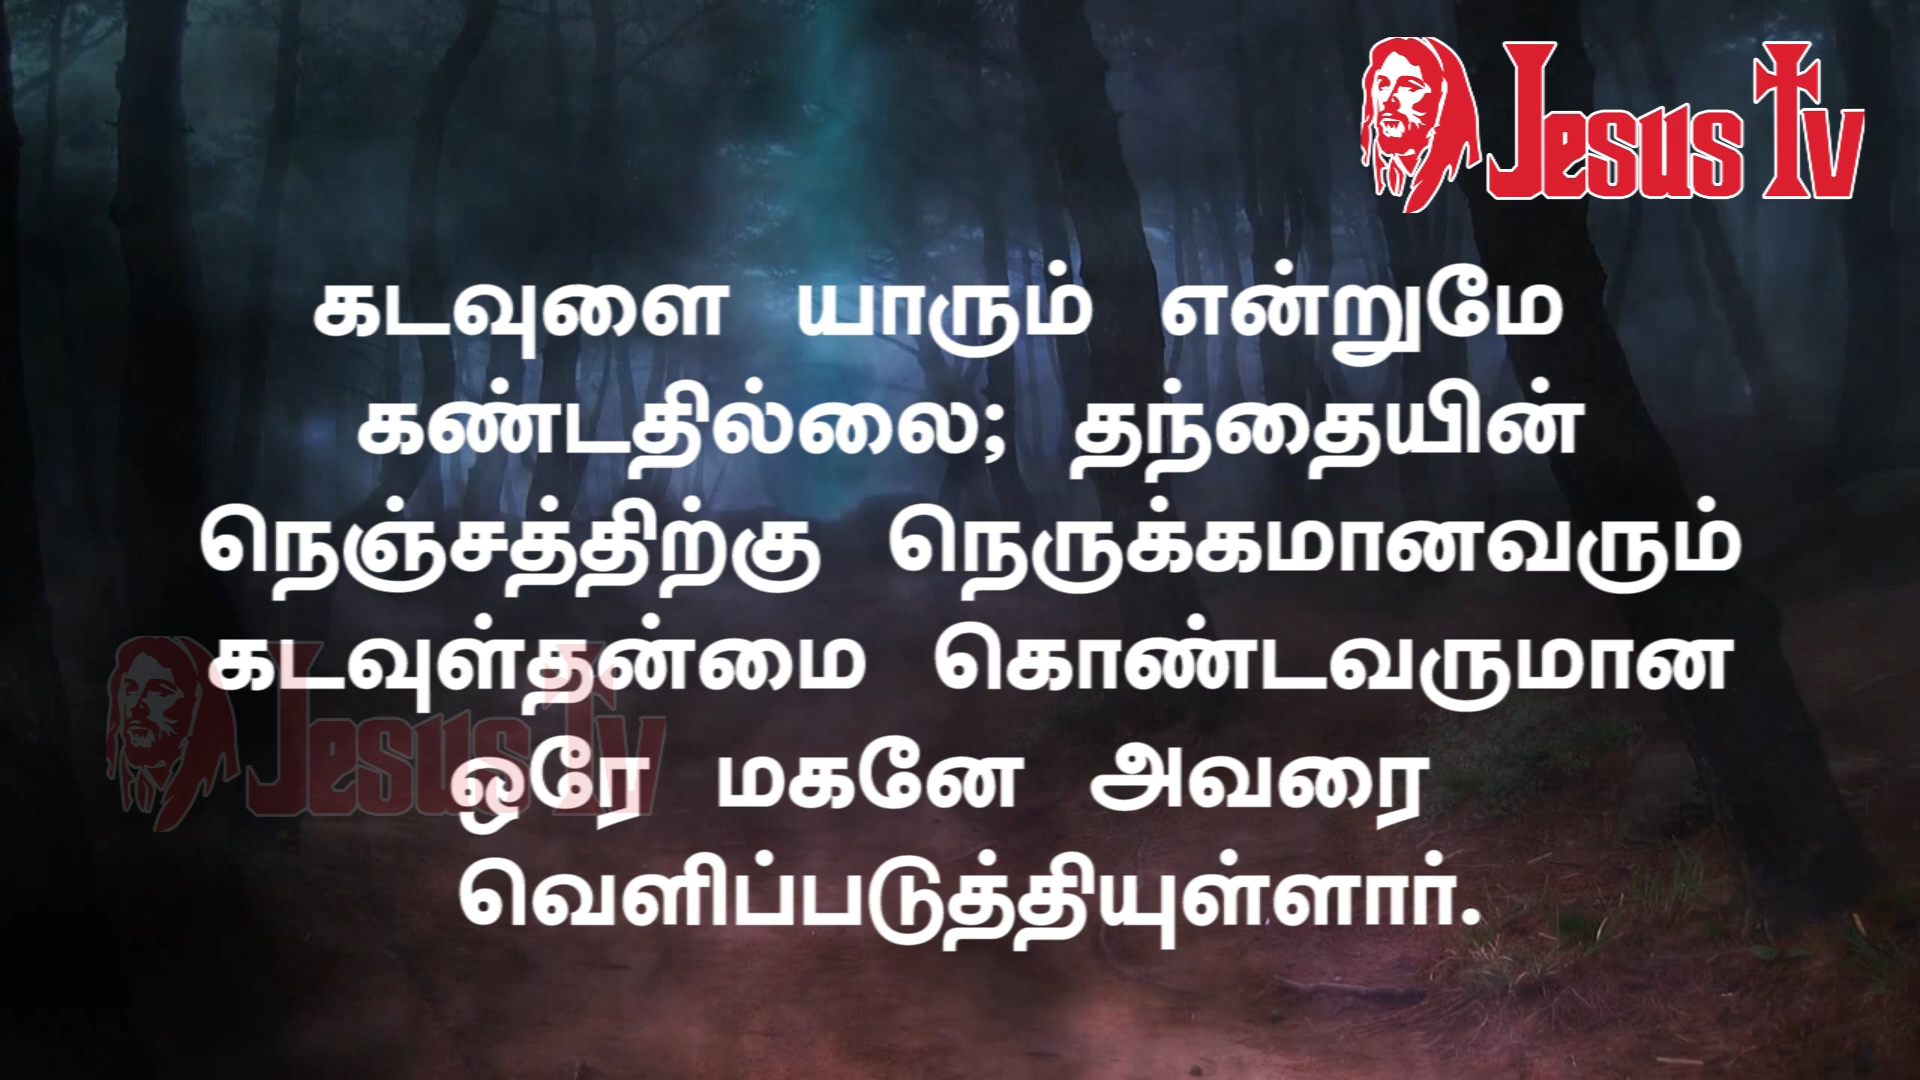 Jesus Tv
கடவுளை யாரும் என்றுமே
கண்டதில்லை; தந்தையின்
நெஞ்சத்திற்கு நெருக்கமானவரும்
கடவுள்தன்மை கொண்டவருமான
ஒரே மகனே அவரை
வெளிப்படுத்தியுள்ளார்.
Jesus Tv